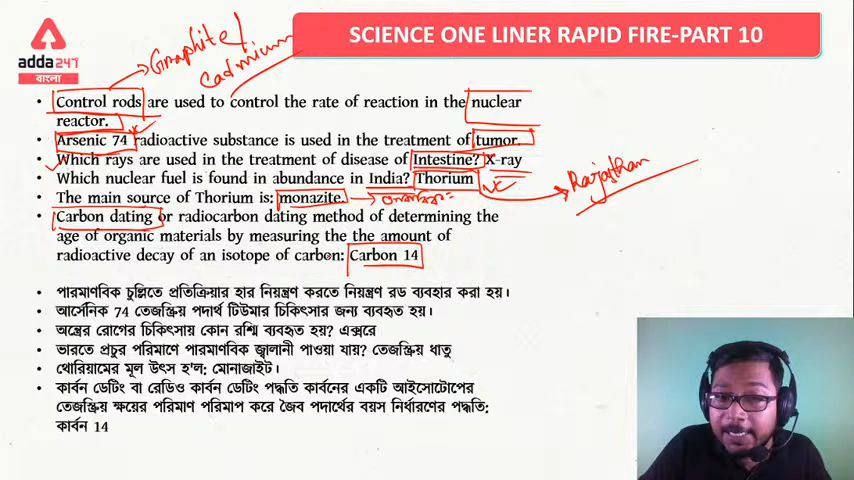 adda247
বাংলা
SCIENCE ONE LINER RAPID FIRE-PART 10
Graphite/
Cadmium
• Control rods are used to control the rate of reaction in the nuclear
reactor.
• Arsenic 74 radioactive substance is used in the treatment of tumor.
• Which rays are used in the treatment of disease of Intestine? X-ray
• Which nuclear fuel is found in abundance in India? Thorium
Rajasthan
• The main source of Thorium is: monazite.
• Carbon dating or radiocarbon dating method of determining the
age of organic materials by measuring the the amount of
radioactive decay of an isotope of carbon: Carbon 14
• পারমাণবিক চুল্লিতে প্রতিক্রিয়ার হার নিয়ন্ত্রণ করতে নিয়ন্ত্রণ রড ব্যবহার করা হয়।
• আর্সেনিক 74 তেজস্ক্রিয় পদার্থ টিউমার চিকিৎসার জন্য ব্যবহৃত হয়।
• অন্ত্রের রোগের চিকিৎসায় কোন রশ্মি ব্যবহৃত হয়? এক্সরে
• ভারতে প্রচুর পরিমাণে পারমাণবিক জ্বালানী পাওয়া যায়? তেজস্ক্রিয় ধাতু
• থোরিয়ামের মূল উৎস হ'ল: মোনাজাইট।
• কার্বন ডেটিং বা রেডিও কার্বন ডেটিং পদ্ধতি কার্বনের একটি আইসোটোপের
তেজস্ক্রিয় ক্ষয়ের পরিমাণ পরিমাপ করে জৈব পদার্থের বয়স নির্ধারণের পদ্ধতি:
কার্বন 14